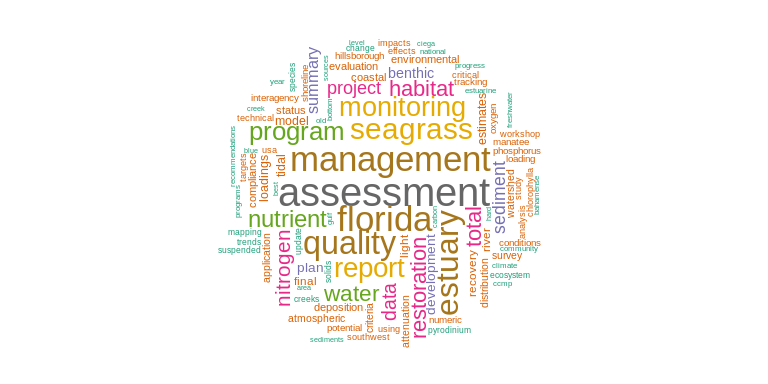 level
ciega
change
impacts
national
hillsborough
effects
summary
environmental
sources
evaluation
progress
species
coastal
benthic
critical
year
shoreline
project
habitat
tracking
interagency
estuarine
creek
status
bottom
monitoring
technical
model
old
program
seagrass
estimates
oxygen
freshwater
workshop
manatee
recommendations
blue
usa
phosphorus
targets
compliance
loadings
tidal
management
loading
programs
best
assessment
sediment
watershed
study
chlorophylla
bahamense
nutrient
gulf
florida
carbon
total
hard
analysis
mapping
update
quality
light
estuary
river
conditions
trends
suspended
nitrogen
community
survey
application
plan
solids
report
restoration
development
recovery
climate
ecosystem
final
area
water
data
distribution
ccmp
creeks
deposition
criteria
atmospheric
attenuation
numeric
potential
using
pyrodinium
sediments
southwest